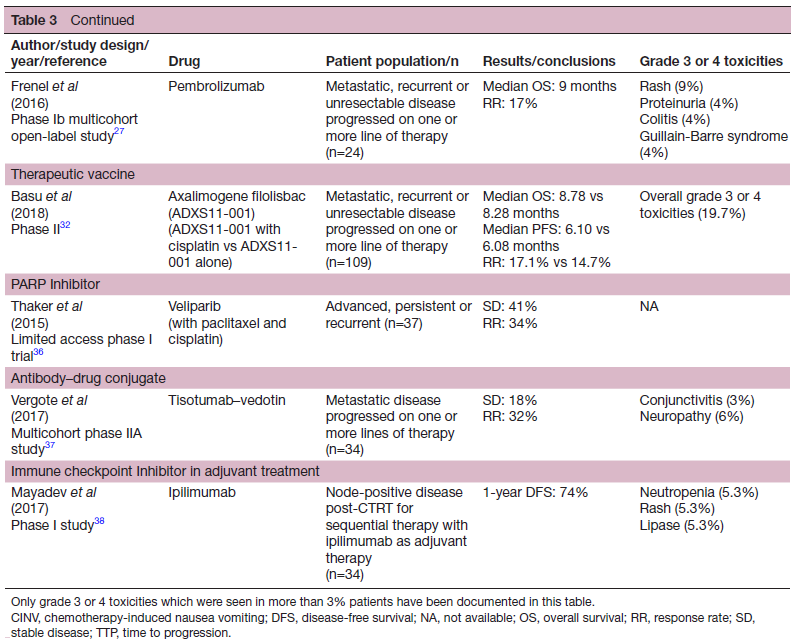 Table 3 Continued
Author/study design/
year/reference
Drug
Patient population/n
Results/conclusions
Grade 3 or 4 toxicities
Frenel et al
(2016)
Phase Ib multicohort
open-label study27
Pembrolizumab
Metastatic, recurrent or
unresectable disease
progressed on one or
more line of therapy
(n=24)
Median OS: 9 months
RR: 17%
Rash (9%)
Proteinuria (4%)
Colitis (4%)
Guillain-Barre syndrome
(4%)
Therapeutic vaccine
Basu et al
(2018)
Phase II32
Axalimogene filolisbac
(ADXS11-001)
(ADXS11-001 with
cisplatin vs ADXS11-
001 alone)
Metastatic, recurrent or
unresectable disease
progressed on one or
more line of therapy
(n=109)
Median OS: 8.78 vs
8.28 months
Median PFS: 6.10 vs
6.08 months
RR: 17.1% vs 14.7%
Overall grade 3 or 4
toxicities (19.7%)
PARP Inhibitor
Thaker et al
(2015)
Limited access phase I
trial36
Veliparib
(with paclitaxel and
cisplatin)
Advanced, persistent or
recurrent (n=37)
SD: 41%
RR: 34%
NA
Antibody–drug conjugate
Vergote et al
(2017)
Multicohort phase IIA
study37
Tisotumab–vedotin
Metastatic disease
progressed on one or
more lines of therapy
(n=34)
SD: 18%
RR: 32%
Conjunctivitis (3%)
Neuropathy (6%)
Immune checkpoint Inhibitor in adjuvant treatment
Mayadev et al
(2017)
Phase I study38
Ipilimumab
Node-positive disease
post-CTRT for
sequential therapy with
ipilimumab as adjuvant
therapy
(n=34)
1-year DFS: 74%
Neutropenia (5.3%)
Rash (5.3%)
Lipase (5.3%)
Only grade 3 or 4 toxicities which were seen in more than 3% patients have been documented in this table.
CINV, chemotherapy-induced nausea vomiting; DFS, disease-free survival; NA, not available; OS, overall survival; RR, response rate; SD,
stable disease; TTP, time to progression.